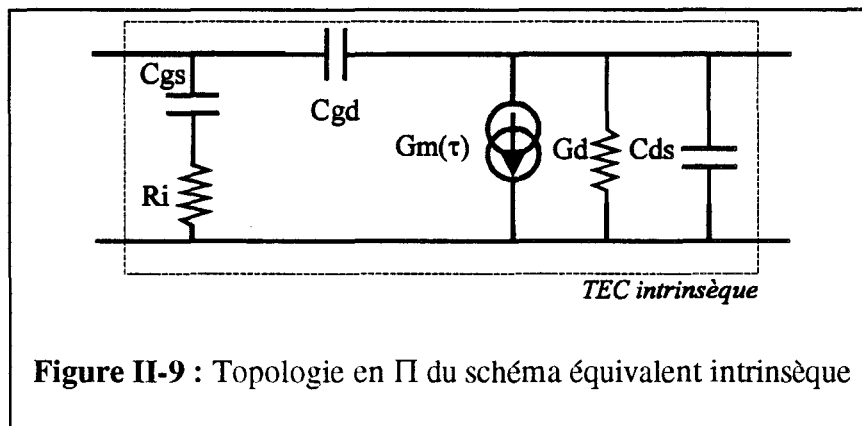 Cgs
Cgd
Gm(τ)
Gd
Cds
Ri
TEC intrinsèque
Figure II-9 : Topologie en Π du schéma équivalent intrinsèque